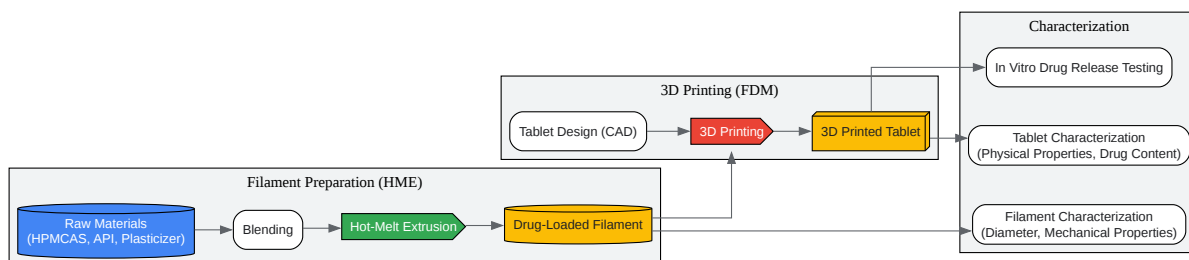 Characterization
In Vitro Drug Release Testing
3D Printing (FDM)
Tablet Design (CAD)
3D Printing
3D Printed Tablet
Tablet Characterization
(Physical Properties, Drug Content)
Filament Preparation (HME)
Raw Materials
(HPMCAS, API, Plasticizer)
Blending
Hot-Melt Extrusion
Drug-Loaded Filament
Filament Characterization
(Diameter, Mechanical Properties)